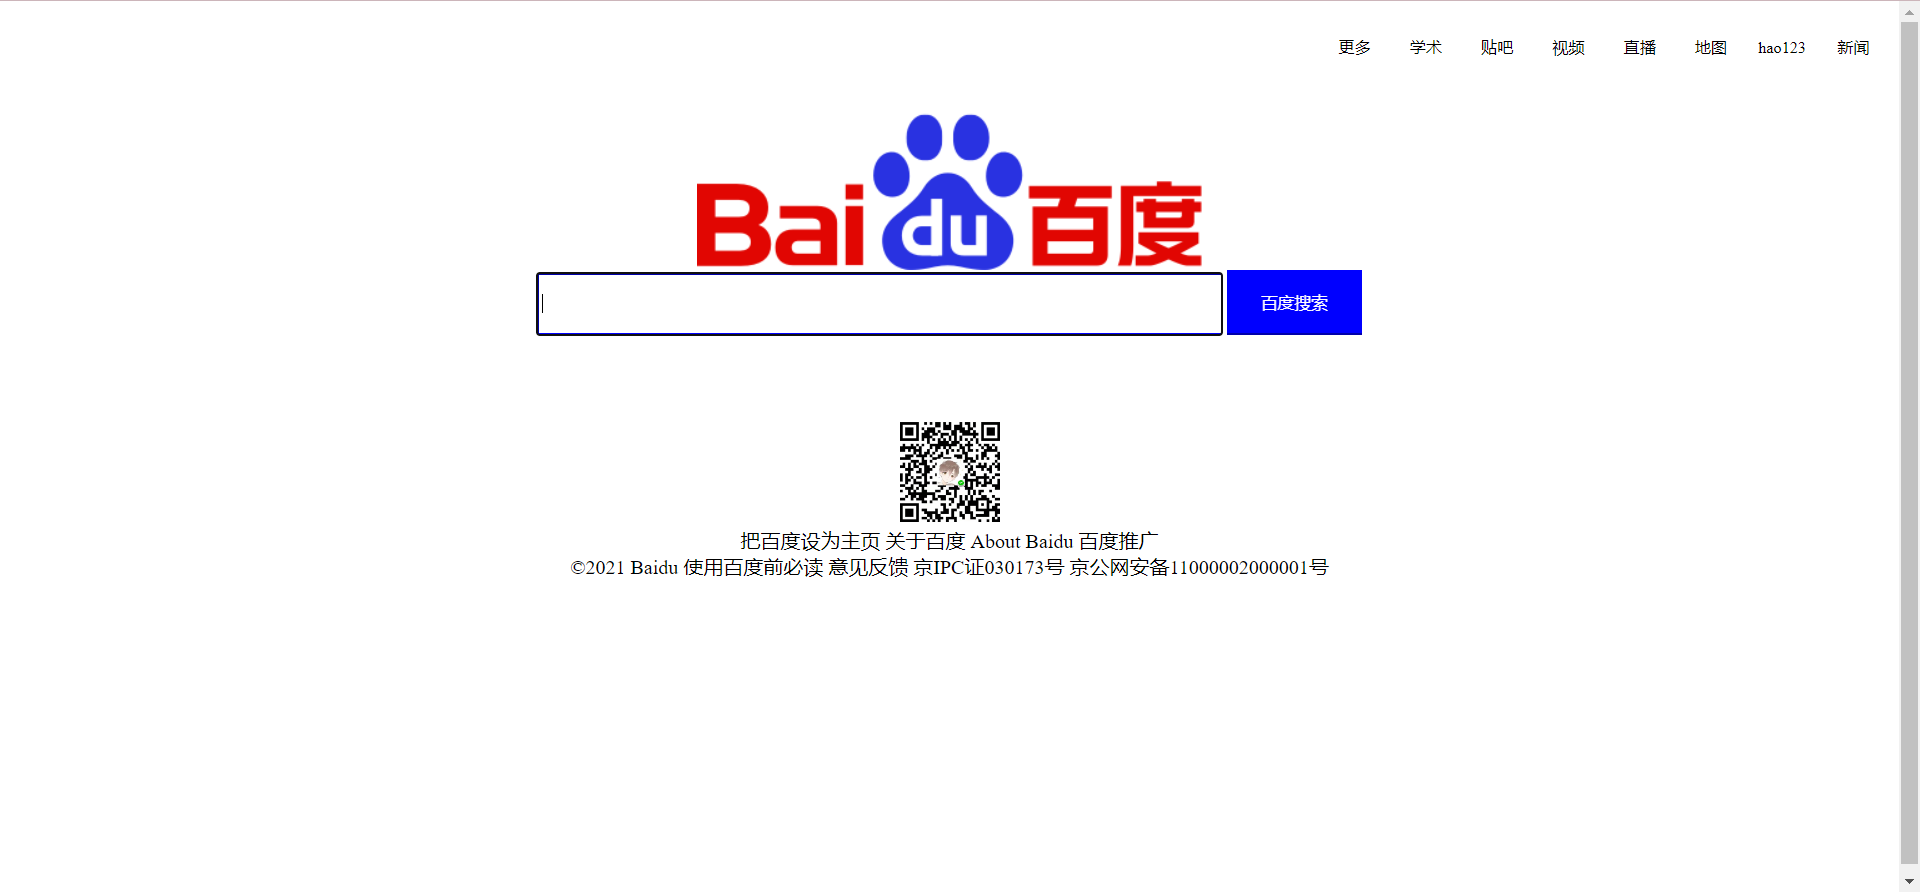 更多 学术 贴吧 视频 直播 地图 hao123 新闻
Bai du 百度
百度搜索
把百度设为主页 关于百度 About Baidu 百度推广
©2021 Baidu 使用百度前必读 意见反馈 京IPC证030173号 京公网安备11000002000001号